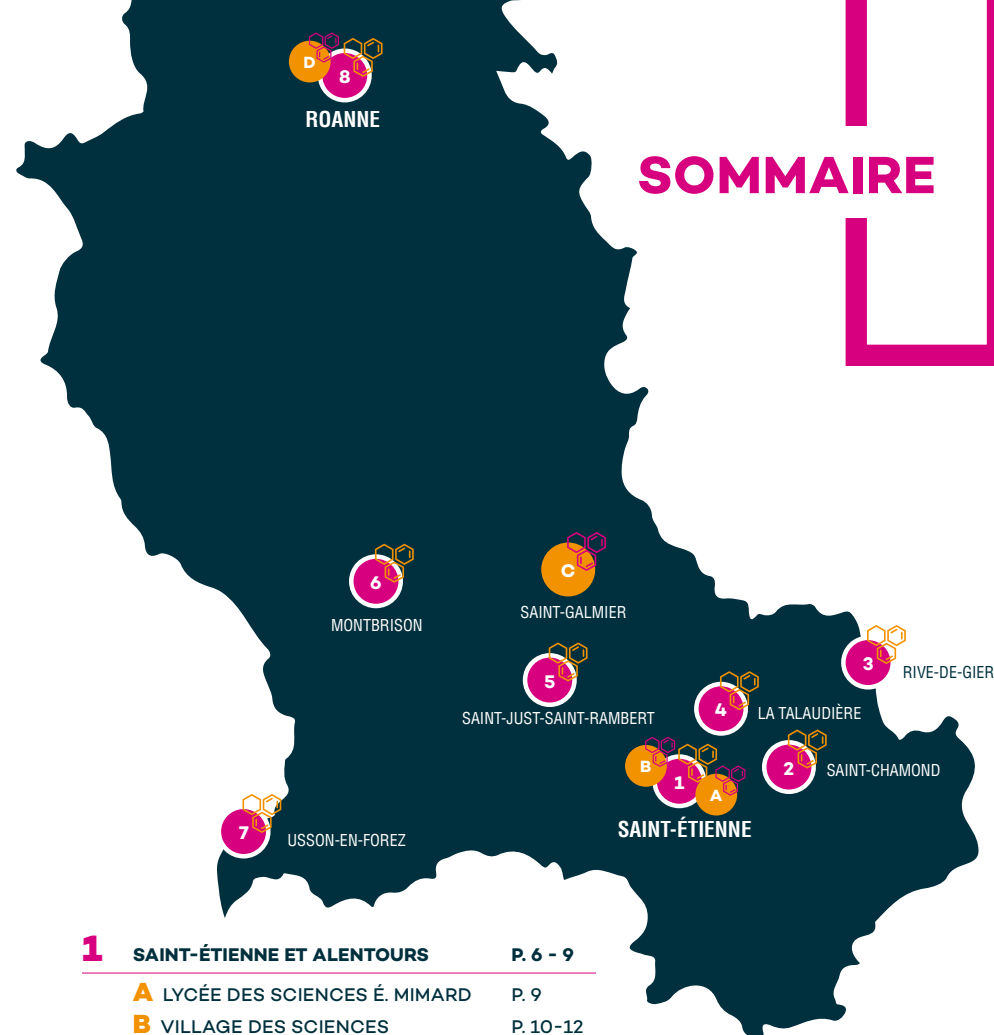 D
8
ROANNE
SOMMAIRE
6
MONTBRISON
C
SAINT-GALMIER
3
RIVE-DE-GIER
5
SAINT-JUST-SAINT-RAMBERT
4
LA TALAUDIÈRE
B
1
A
SAINT-ÉTIENNE
2
SAINT-CHAMOND
7
USSON-EN-FOREZ
1 SAINT-ÉTIENNE ET ALENTOURS P. 6 - 9
A LYCÉE DES SCIENCES É. MIMARD P. 9
B VILLAGE DES SCIENCES P. 10-12